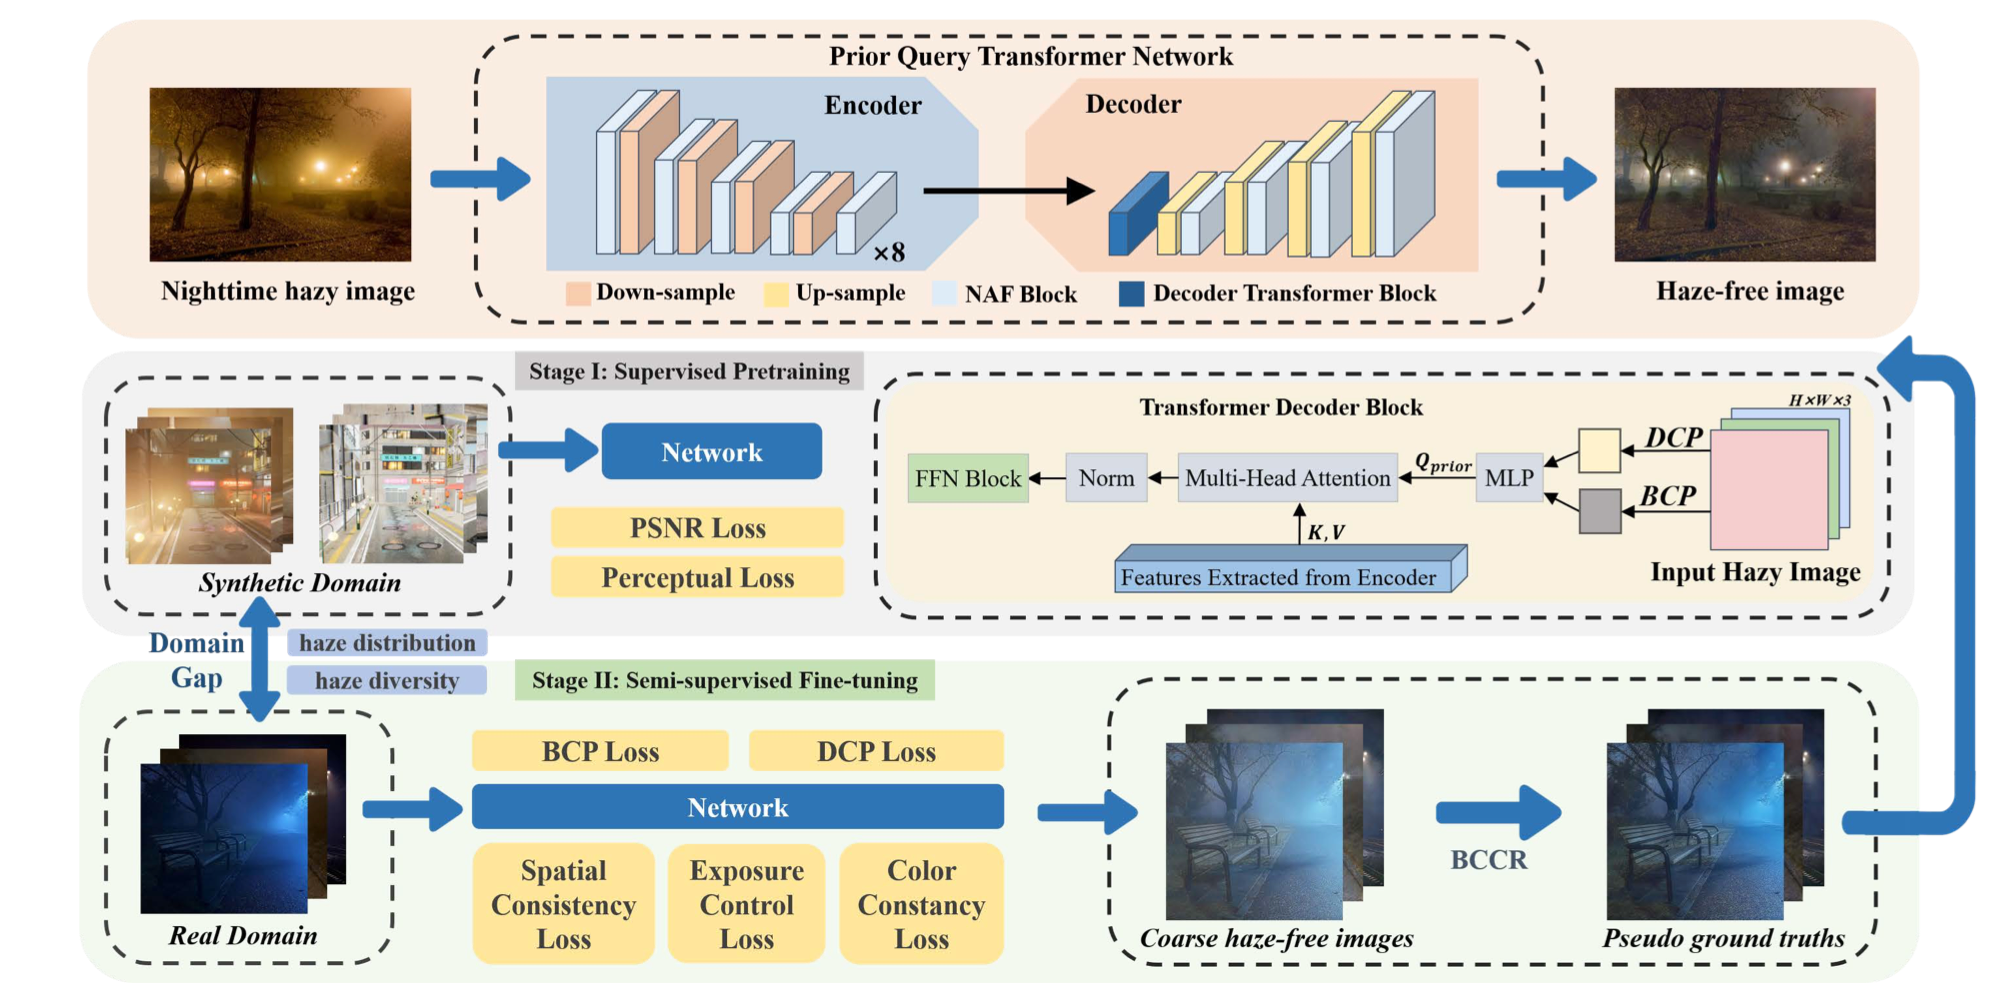 Prior Query Transformer Network
Encoder
Decoder
×8
Nighttime hazy image
Down-sample
Up-sample
NAF Block
Decoder Transformer Block
Haze-free image
Stage I: Supervised Pretraining
Synthetic Domain
Network
PSNR Loss
Perceptual Loss
Transformer Decoder Block
H×W×3
FFN Block
Norm
Multi-Head Attention
Qprior
MLP
DCP
BCP
K,V
Features Extracted from Encoder
Input Hazy Image
Domain
Gap
haze distribution
haze diversity
Stage II: Semi-supervised Fine-tuning
Real Domain
BCP Loss
DCP Loss
Network
Spatial
Consistency
Loss
Exposure
Control
Loss
Color
Constancy
Loss
Coarse haze-free images
BCCR
Pseudo ground truths